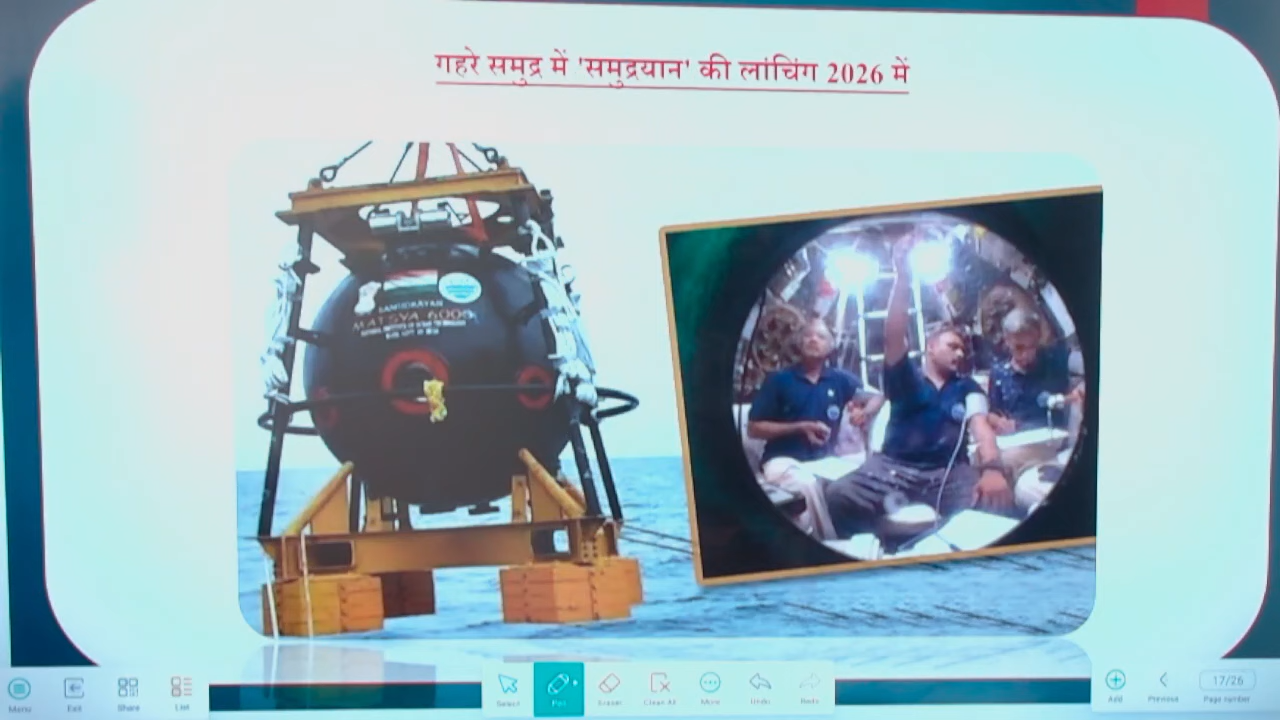 गहरे समुद्र में 'समुद्रयान' की लांचिंग 2026 में
SAMUDRAYAN
MATSYA 6000
Menu
Exit
Share
List
Select
Pen
Eraser
Clean All
More
Undo
Redo
Add
Previous
17/26
Page number